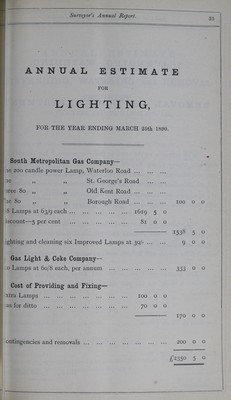 Surveyor's Annual Report. 23
ANNUAL ESTIMATE
FOR
LIGHTING,
FOR THE YEAR ENDING MARCH 25th 1890.
South Metropolitan Gas Company—
200 candle power Lamp, Waterloo Road ... ... ...
„ „ St. George's Road ... ...
80 „ „ Old Kent Road ... ... ...
80 „ „ Borough Road ... ... ... 100 0 0
Lamps at 63/9 each ... ... ... ... ... 1619 5 0
—5 per cent ... ... ... ... ... 81 0 0
1538 5 0
and cleaning six Improved Lamps at 30/- ... ... 9 0 0
Gas Light & Coke Company—
Lamps at 60/8 each, per annum ... ... ... ... 333 0 0
Cost of Providing and Fixing—
Lamps ... ... ... ... ... ... 100 0 0
for ditto ... ... ... ... ... ... 70 0 0
170 0 0
and removals ... ... ... ... ... ... 200 0 0
£2350 5 0